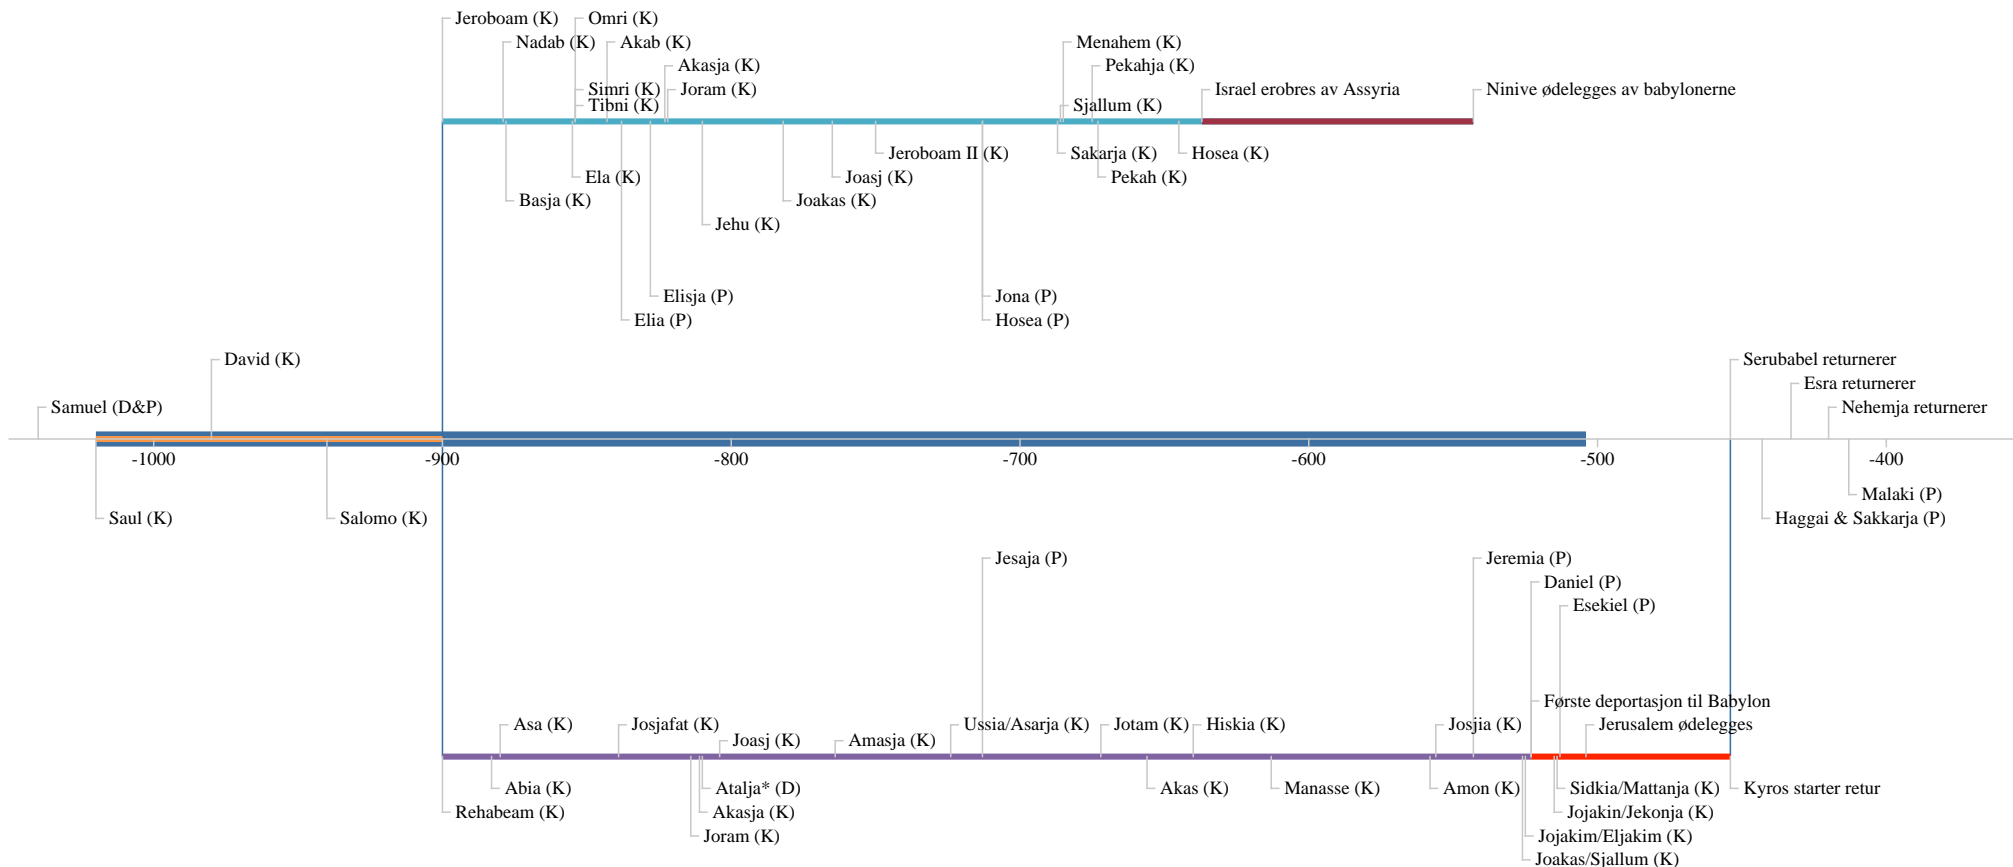 Jeroboam (K)
Omri (K)
Nadab (K)
Akab (K)
Menahem (K)
Akasja (K)
Pekahja (K)
Simri (K)
Joram (K)
Israel erobres av Assyria
Ninive ødelegges av babylonerne
Tibni (K)
Sjallum (K)
Jeroboam II (K)
Sakarja (K)
Hosea (K)
Ela (K)
Joasj (K)
Pekah (K)
Basja (K)
Joakas (K)
Jehu (K)
Elisja (P)
Jona (P)
Elia (P)
Hosea (P)
David (K)
Serubabel returnerer
Esra returnerer
Samuel (D&P)
Nehemja returnerer
-1000
-900
-800
-700
-600
-500
-400
Malaki (P)
Saul (K)
Salomo (K)
Haggai & Sakkarja (P)
Jesaja (P)
Jeremia (P)
Daniel (P)
Esekiel (P)
Første deportasjon til Babylon
Asa (K)
Josjafat (K)
Ussia/Asarja (K)
Jotam (K)
Hiskia (K)
Josjia (K)
Jerusalem ødelegges
Joasj (K)
Amasja (K)
Abia (K)
Atalja* (D)
Akas (K)
Manasse (K)
Amon (K)
Sidkia/Mattanja (K)
Kyros starter retur
Rehabeam (K)
Akasja (K)
Jojakin/Jekonja (K)
Joram (K)
Jojakim/Eljakim (K)
Joakas/Sjallum (K)